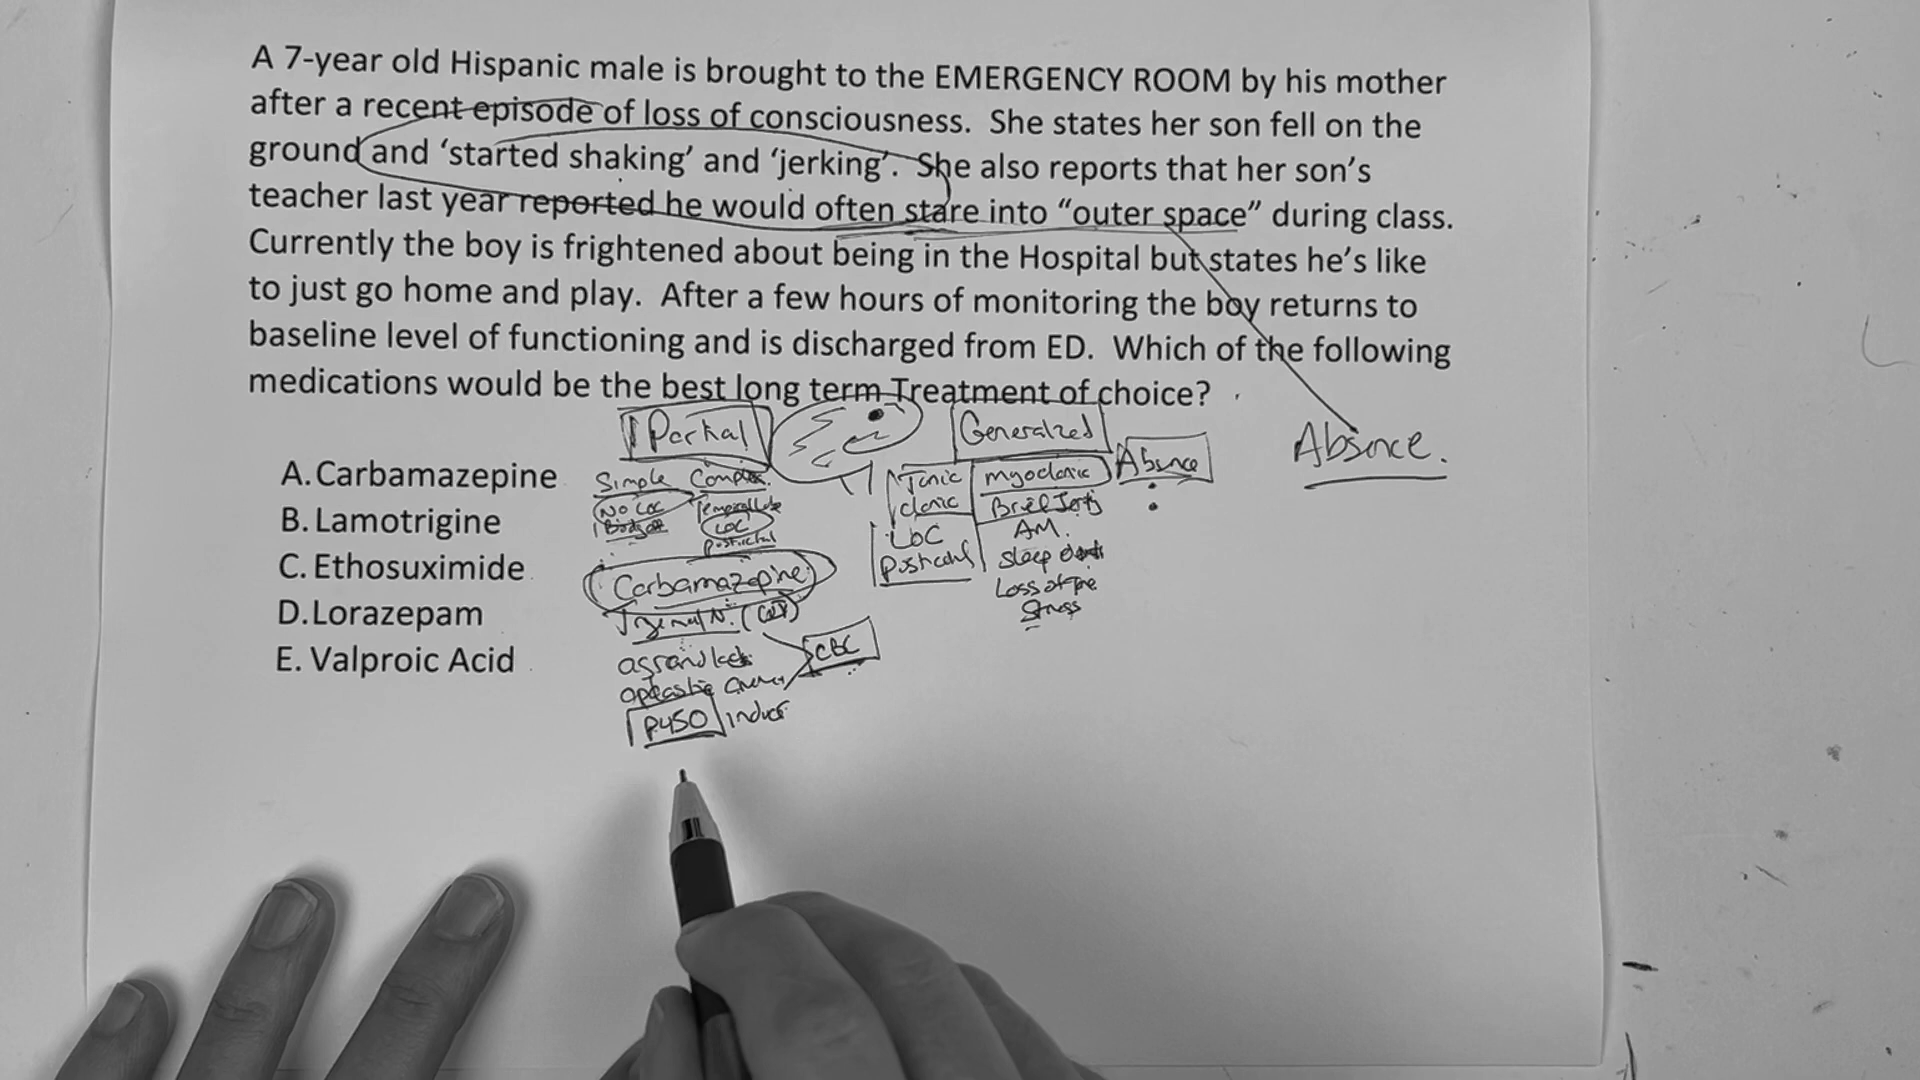 A 7-year old Hispanic male is brought to the EMERGENCY ROOM by his mother
after a recent episode of loss of consciousness. She states her son fell on the
ground and ‘started shaking’ and ‘jerking’. She also reports that her son’s
teacher last year reported he would often stare into “outer space” during class.
Currently the boy is frightened about being in the Hospital but states he’s like
to just go home and play. After a few hours of monitoring the boy returns to
baseline level of functioning and is discharged from ED. Which of the following
medications would be the best long term Treatment of choice?
A. Carbamazepine
B. Lamotrigine
C. Ethosuximide
D. Lorazepam
E. Valproic Acid
Partial
Simple Complex
No LOC
Temporal Lobe
LOC
Postictal
Carbamazepine
CBC
P450 induc
Generalized
Tonic
clonic
LOC
myoclonic
Brief Jerks
AM.
sleep
Loss of
Stress
Absence
Absence.